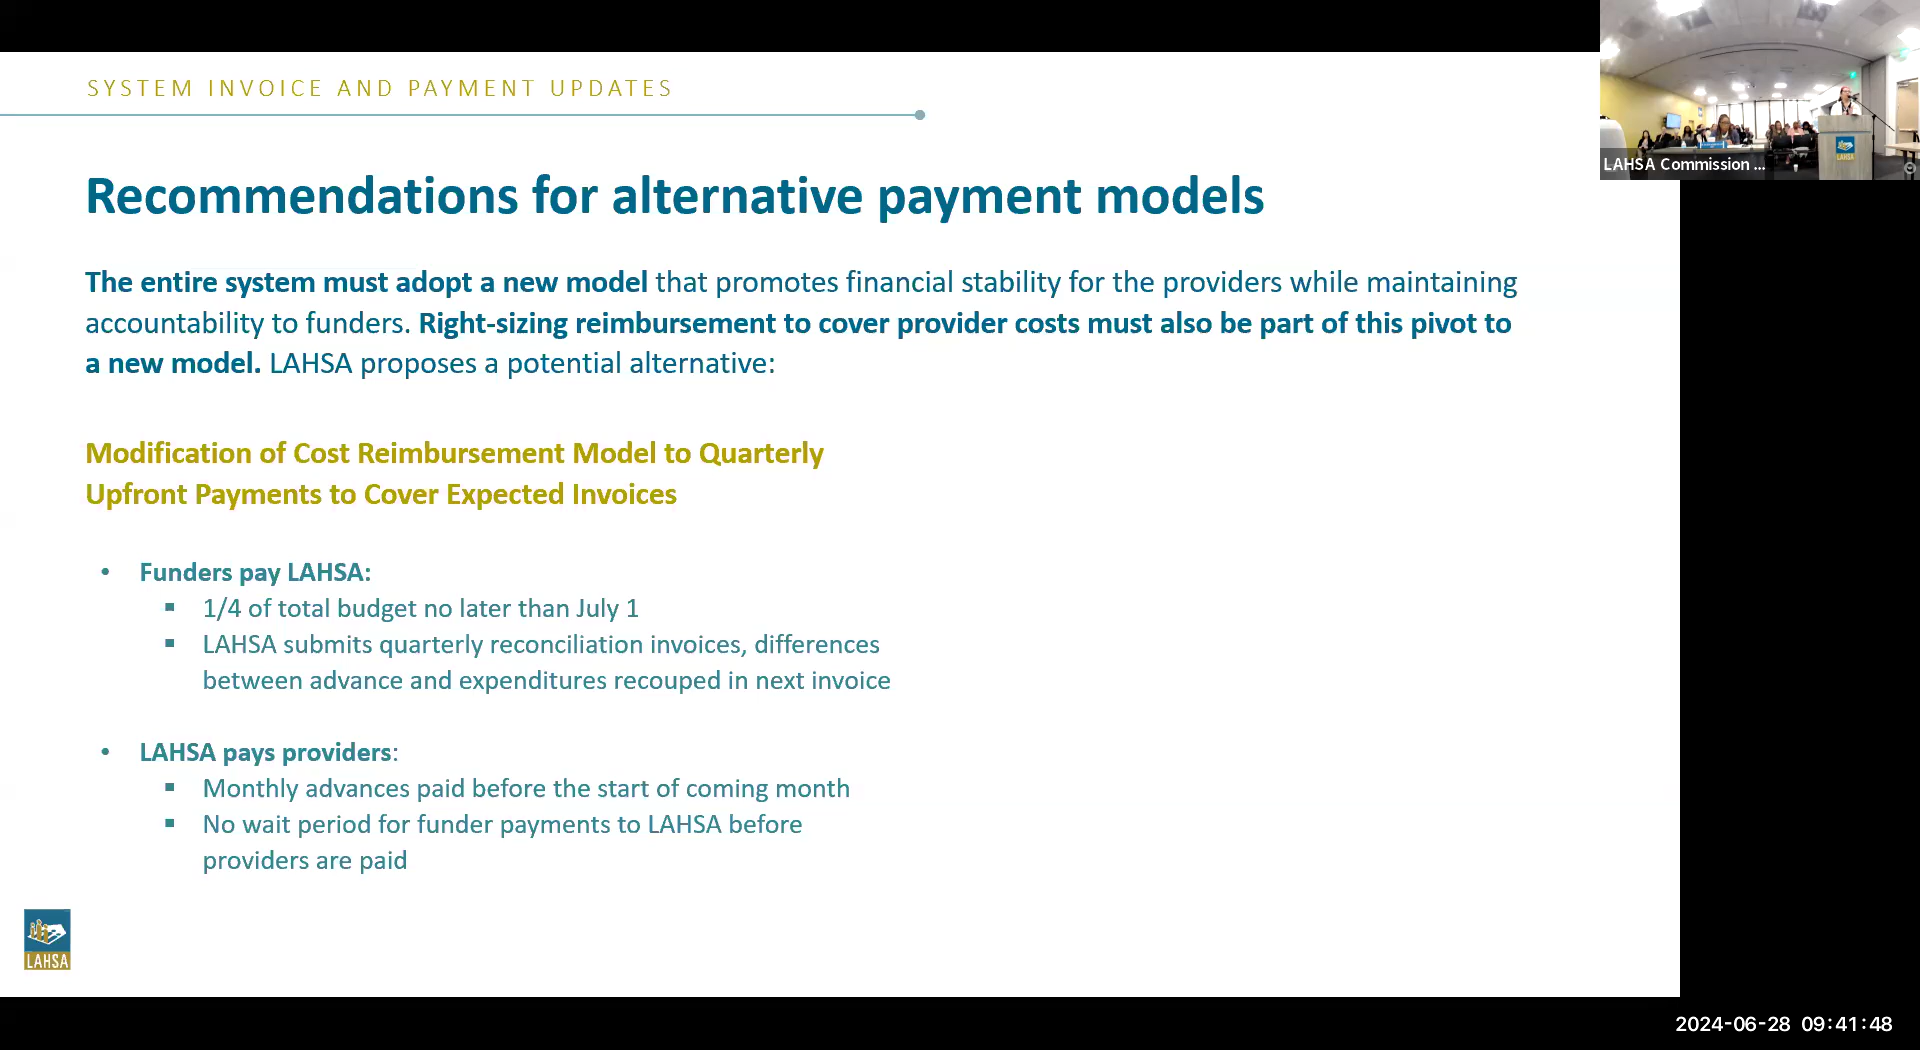 SYSTEM INVOICE AND PAYMENT UPDATES
LAHSA
LAHSA Commission ...
Recommendations for alternative payment models
The entire system must adopt a new model that promotes financial stability for the providers while maintaining
accountability to funders. Right-sizing reimbursement to cover provider costs must also be part of this pivot to
a new model. LAHSA proposes a potential alternative:
Modification of Cost Reimbursement Model to Quarterly
Upfront Payments to Cover Expected Invoices
• Funders pay LAHSA:
▪ 1/4 of total budget no later than July 1
▪ LAHSA submits quarterly reconciliation invoices, differences
between advance and expenditures recouped in next invoice
• LAHSA pays providers:
▪ Monthly advances paid before the start of coming month
▪ No wait period for funder payments to LAHSA before
providers are paid
LAHSA
2024-06-28 09:41:48